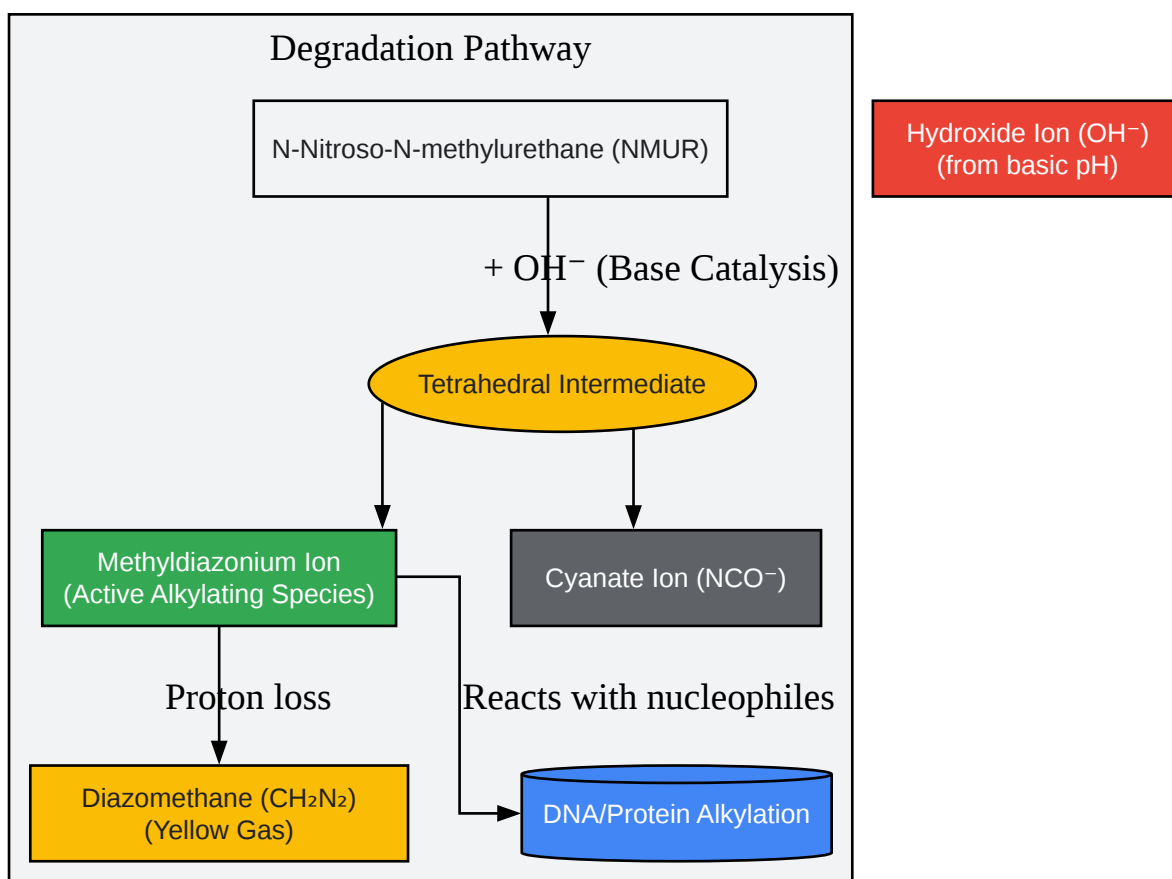 Degradation Pathway
N-Nitroso-N-methylurethane (NMUR)
Hydroxide Ion (OH⁻)
(from basic pH)
+ OH⁻ (Base Catalysis)
Tetrahedral Intermediate
Methyldiazonium Ion
(Active Alkylating Species)
Cyanate Ion (NCO⁻)
Proton loss
Reacts with nucleophiles
Diazomethane (CH₂N₂)
(Yellow Gas)
DNA/Protein Alkylation